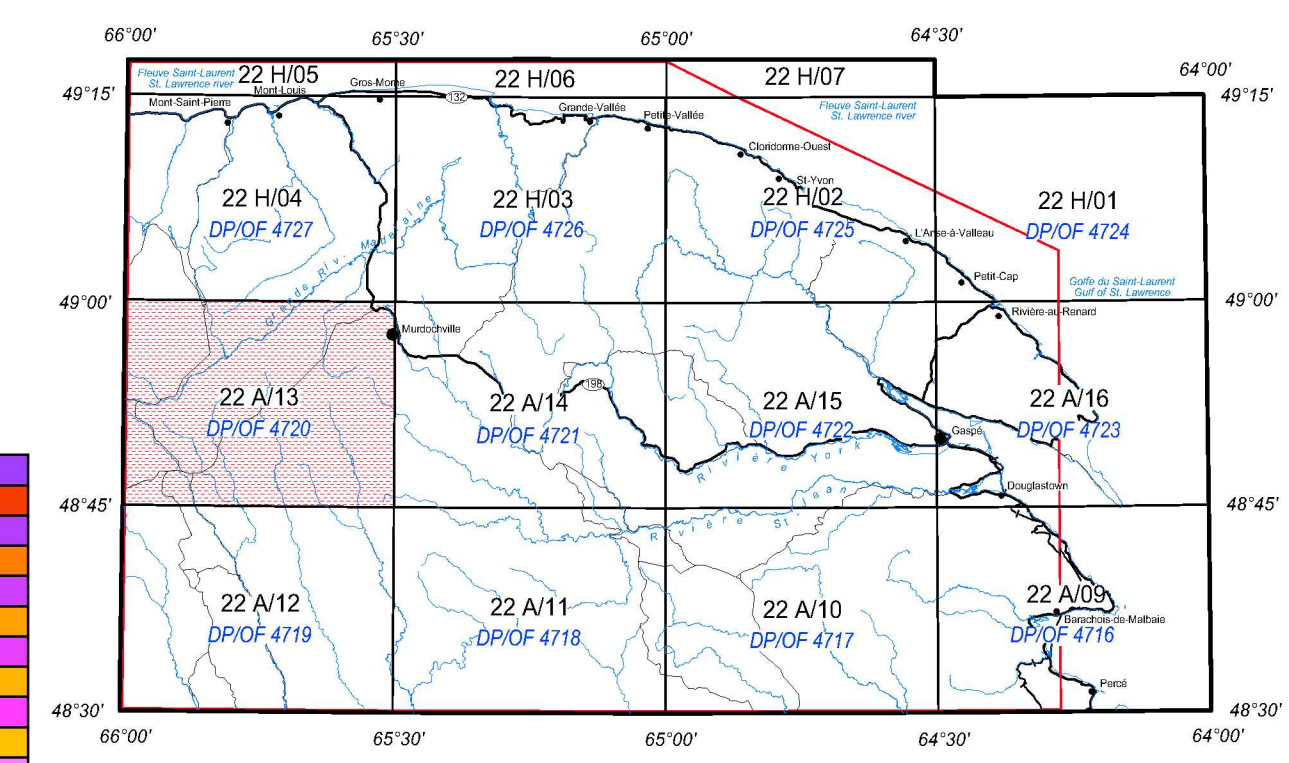 66°00'
65°30'
65°00'
64°30'
64°00'
49°15'
49°15'
Fleuve Saint-Laurent
St. Lawrence river
22 H/05
22 H/06
22 H/07
Mont-Saint-Pierre
Mont-Louis
Gros-Morne
132
Grande-Vallée
Petite-Vallée
Fleuve Saint-Laurent
St. Lawrence river
Cloridorme-Ouest
St-Yvon
22 H/04
DP/OF 4727
22 H/03
DP/OF 4726
22 H/02
DP/OF 4725
22 H/01
DP/OF 4724
Grande Riv. Madelaine
L'Anse-à-Valleau
Petit-Cap
Golfe du Saint-Laurent
Gulf of St. Lawrence
49°00'
49°00'
Rivière-au-Renard
Murdochville
198
22 A/13
DP/OF 4720
22 A/14
DP/OF 4721
22 A/15
DP/OF 4722
22 A/16
DP/OF 4723
Gaspé
Rivière York
Douglastown
Rivière St Jean
48°45'
48°45'
22 A/12
DP/OF 4719
22 A/11
DP/OF 4718
22 A/10
DP/OF 4717
22 A/09
Barachois-de-Malbaie
DP/OF 4716
Percé
48°30'
48°30'
66°00'
65°30'
65°00'
64°30'
64°00'